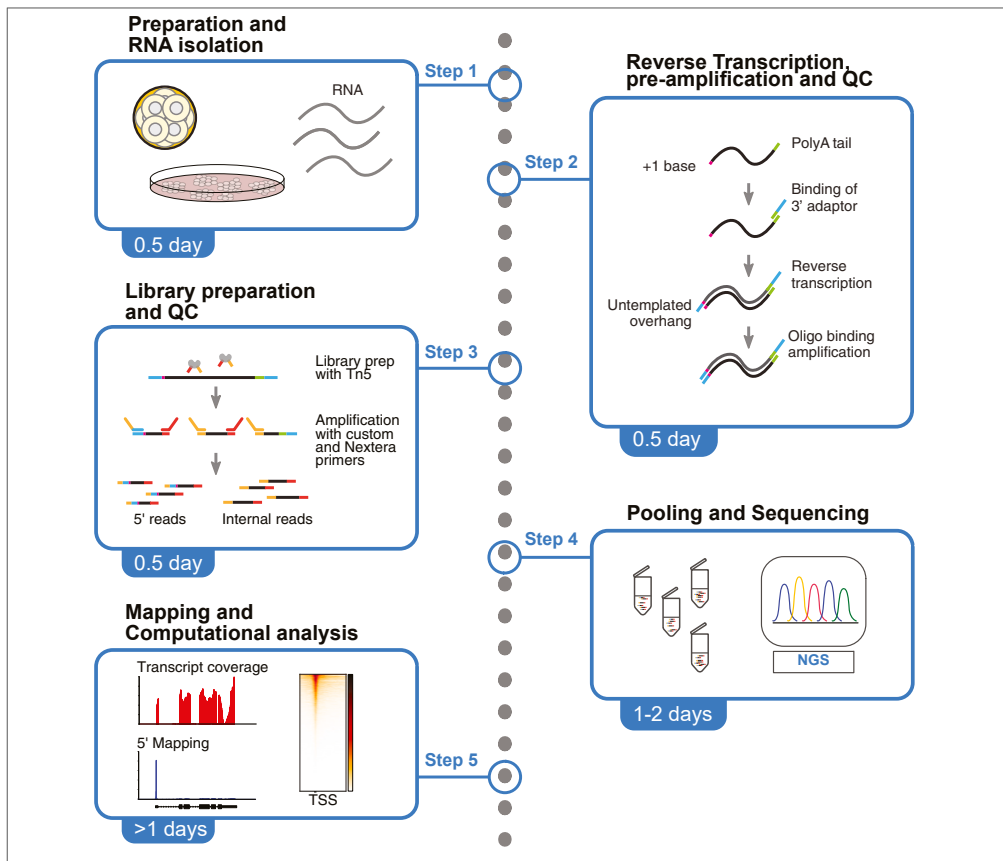 Preparation and
RNA isolation
Step 1
RNA
0.5 day
Reverse Transcription,
pre-amplification and QC
Step 2
+1 base
PolyA tail
Binding of
3' adaptor
Reverse
transcription
Untemplated
overhang
Oligo binding
amplification
0.5 day
Library preparation
and QC
Step 3
Library prep
with Tn5
Amplification
with custom
and Nextera
primers
5' reads
Internal reads
0.5 day
Pooling and Sequencing
Step 4
NGS
1-2 days
Mapping and
Computational analysis
Transcript coverage
5' Mapping
TSS
Step 5
>1 days